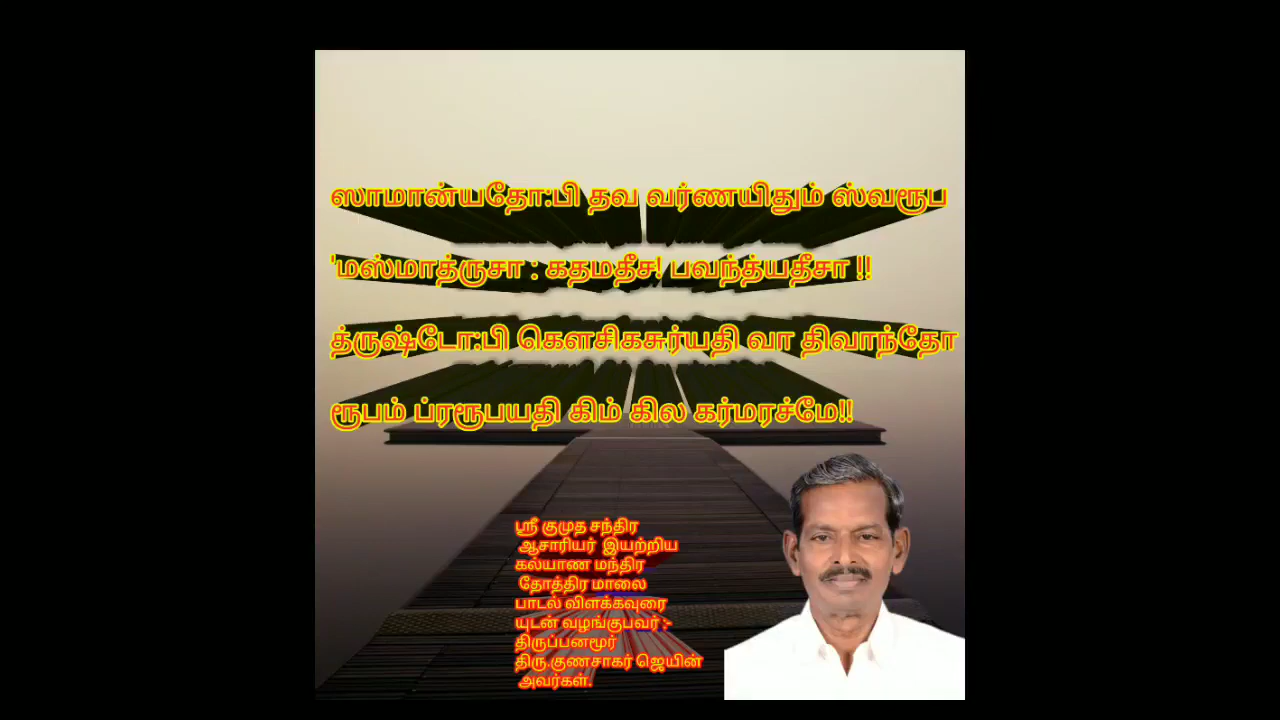 ஸாமான்யதோ:பி தவ வர்ணயிதும் ஸ்வரூப
'மஸ்மாத்ருசா : கதமதீச! பவந்த்யதீசா !!
த்ருஷ்டோ:பி கௌசிகசுர்யதி வா திவாந்தோ
ரூபம் ப்ரரூபயதி கிம் கில கர்மரச்மே!!
ஸ்ரீ குமுத சந்திர
ஆசாரியர் இயற்றிய
கல்யாண மந்திர
தோத்திர மாலை
பாடல் விளக்கவுரை
யுடன் வழங்குபவர் :-
திருப்பனமூர்
திரு.குணசாகர் ஜெயின்
அவர்கள்.